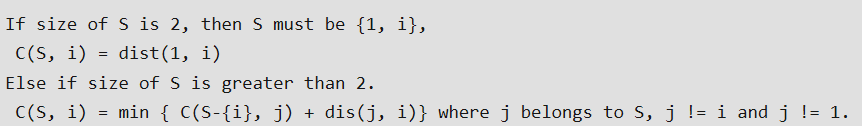 If size of S is 2, then S must be {1, i},
C(S, i) = dist(1, i)
Else if size of S is greater than 2.
C(S, i) = min { C(S-{i}, j) + dis(j, i)} where j belongs to S, j != i and j != 1.